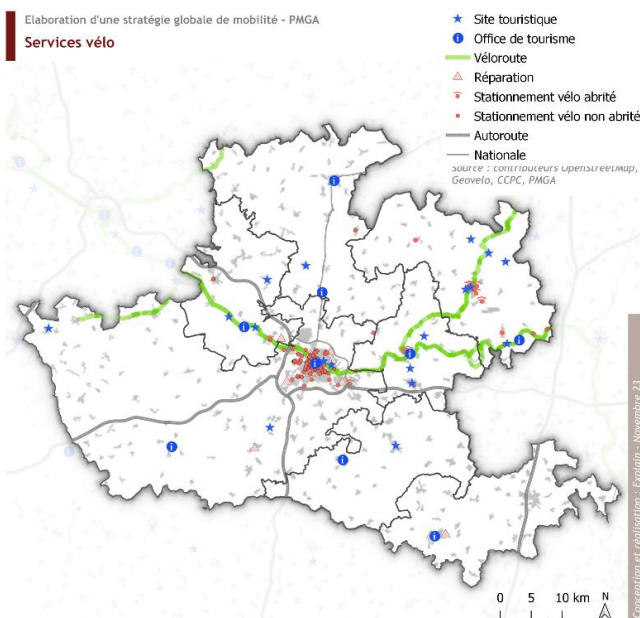 Elaboration d'une stratégie globale de mobilité - PMGA
Services vélo
Site touristique
Office de tourisme
Véloroute
Réparation
Stationnement vélo abrité
Stationnement vélo non abrité
Autoroute
Nationale
Source : contributeurs OpenStreetMap,
Geovelo, CCPC, PMGA
Conception et réalisation : Explain - Novembre 23
0 5 10 km N